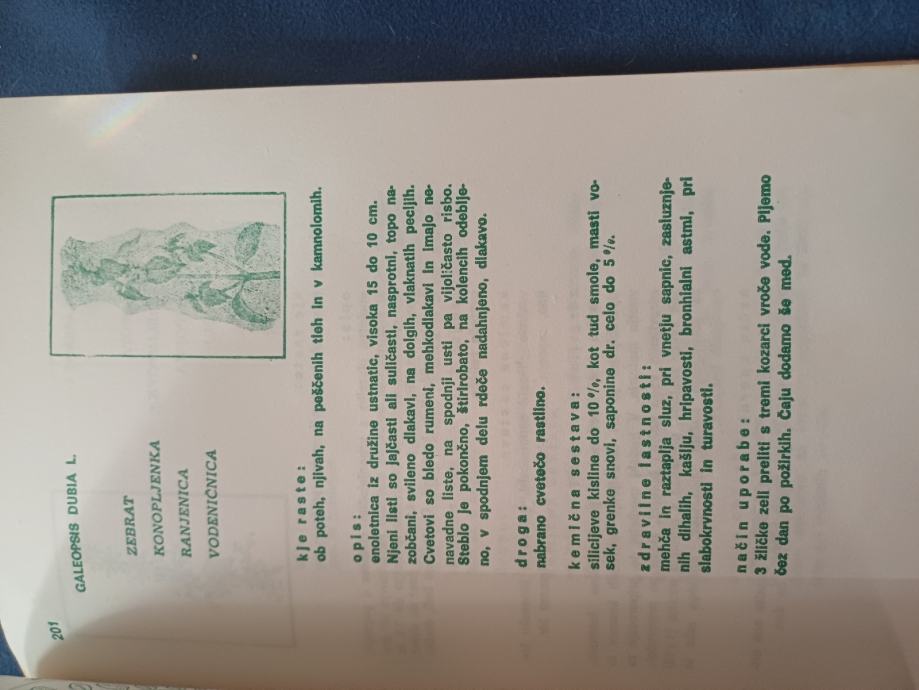 201
GALEOPSIS DUBIA L.
ZEBRAT
KONOPLJENKA
RANJENICA
VODENIČNICA
kje raste:
ob poteh, njivah, na peščenih tleh in v kamnolomih.
opis:
enoletnica iz družine ustnatic, visoka 15 do 10 cm.
Njeni listi so jajčasti ali suličasti, nasprotni, topo na-
zobčani, svileno dlakavi, na dolgih, vlaknatih pecljih.
Cvetovi so bledo rumeni, mehkodlakavi in imajo ne-
navadne liste, na spodnji usti pa vijoličasto risbo.
Steblo je pokončno, štirirobato, na kolencih odeblje-
no, v spodnjem delu rdeče nadahnjeno, dlakavo.
droga:
nabrano cvetečo rastlino.
kemična sestava:
silicijeve kisline do 10 %, kot tud smole, masti vo-
sek, grenke snovi, saponine dr. celo do 5 %.
zdravilne lastnosti:
mehča in raztaplja sluz, pri vnetju sapnic, zasluznje-
nih dihalih, kašlju, hripavosti, bronhialni astmi, pri
slabokrvnosti in turavosti.
način uporabe:
3 žličke zeli preliti s tremi kozarci vroče vode. Pijemo
čez dan po požirkih. Čaju dodamo še med.